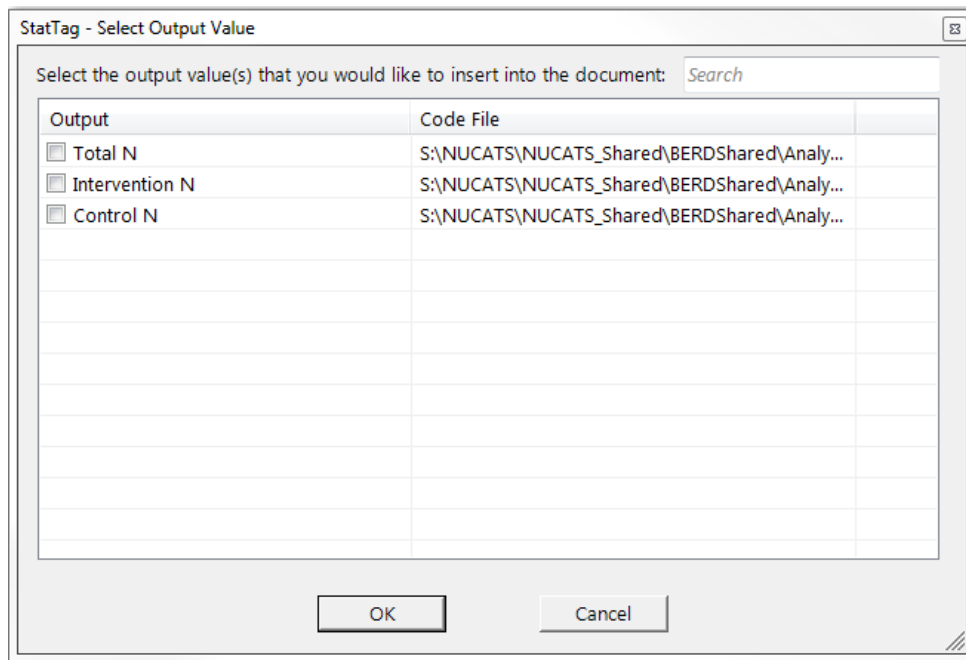 StatTag - Select Output Value
Select the output value(s) that you would like to insert into the document: Search
Output Code File
Total N S:\NUCATS\NUCATS_Shared\BERDShared\Analy...
Intervention N S:\NUCATS\NUCATS_Shared\BERDShared\Analy...
Control N S:\NUCATS\NUCATS_Shared\BERDShared\Analy...
OK Cancel